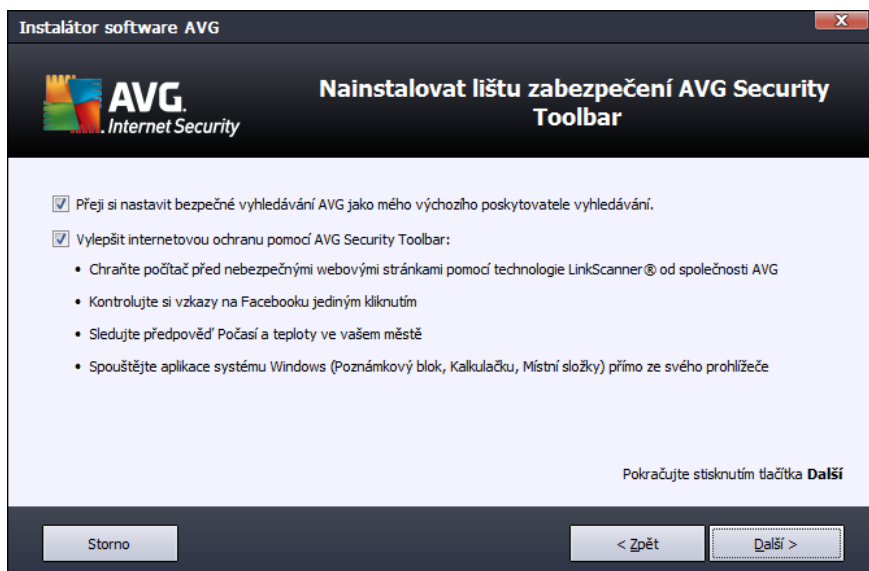 Instalátor software AVG
AVG.
Internet Security
Nainstalovat lištu zabezpečení AVG Security
Toolbar
Přeji si nastavit bezpečné vyhledávání AVG jako mého výchozího poskytovatele vyhledávání.
Vylepšit internetovou ochranu pomocí AVG Security Toolbar:
• Chraňte počítač před nebezpečnými webovými stránkami pomocí technologie LinkScanner® od společnosti AVG
• Kontrolujte si vzkazy na Facebooku jediným kliknutím
• Sledujte předpověď Počasí a teploty ve vašem městě
• Spouštějte aplikace systému Windows (Poznámkový blok, Kalkulačku, Místní složky) přímo ze svého prohlížeče
Pokračujte stisknutím tlačítka Další
Storno
< Zpět
Další >